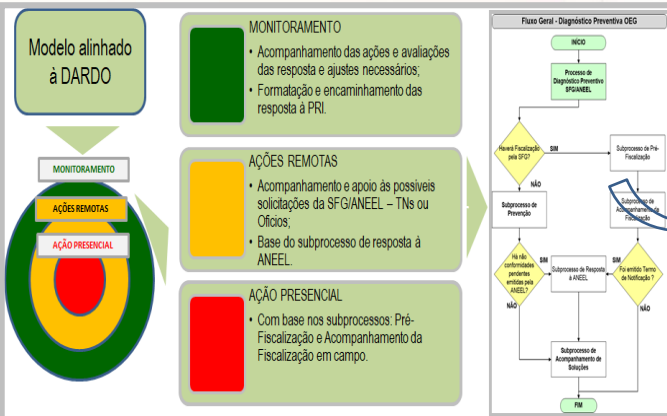 Modelo alinhado
à DARDO
MONITORAMENTO
AÇÕES REMOTAS
AÇÃO PRESENCIAL
MONITORAMENTO
• Acompanhamento das ações e avaliações
das resposta e ajustes necessários;
• Formatação e encaminhamento das
resposta à PRI.
AÇÕES REMOTAS
• Acompanhamento e apoio às possíveis
solicitações da SFG/ANEEL – TNs ou
Ofícios;
• Base do subprocesso de resposta à
ANEEL.
AÇÃO PRESENCIAL
• Com base nos subprocessos: Pré-
Fiscalização e Acompanhamento da
Fiscalização em campo.
Fluxo Geral - Diagnóstico Preventiva OEG
INÍCIO
Processo de
Diagnóstico Preventivo
SFG/ANEEL
Haverá Fiscalização
pela SFG?
SIM
Subprocesso de Pré-
Fiscalização
NÃO
Subprocesso de
Prevenção
Subprocesso de
Acompanhamento de
Fiscalização
Há não
conformidades
pendentes
emitidas pela
ANEEL?
SIM
Subprocesso de Resposta
à ANEEL
SIM
Foi emitido Termo
de Notificação ?
NÃO
NÃO
Subprocesso de
Acompanhamento de
Soluções
FIM